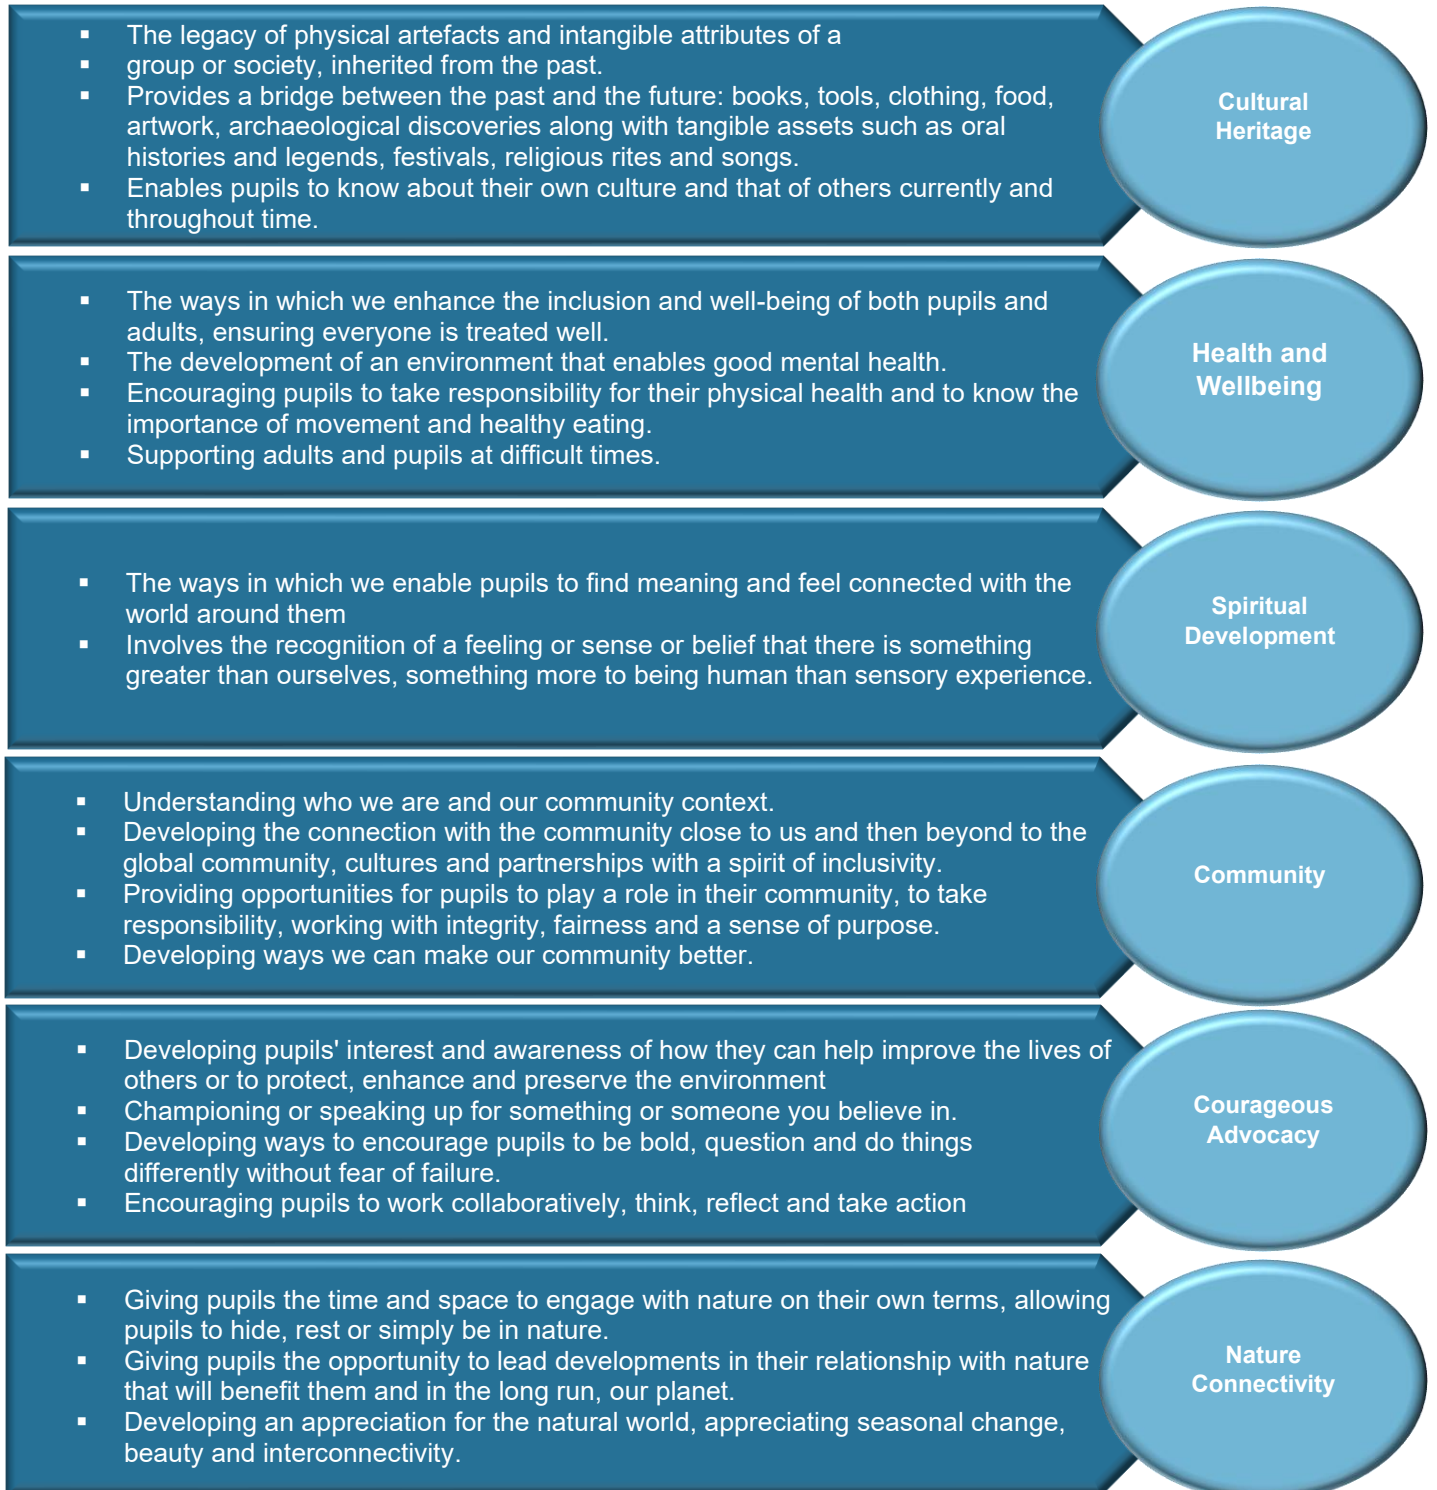 ▪ The legacy of physical artefacts and intangible attributes of a
▪ group or society, inherited from the past.
▪ Provides a bridge between the past and the future: books, tools, clothing, food,
artwork, archaeological discoveries along with tangible assets such as oral
histories and legends, festivals, religious rites and songs.
▪ Enables pupils to know about their own culture and that of others currently and
throughout time.
Cultural
Heritage
▪ The ways in which we enhance the inclusion and well-being of both pupils and
adults, ensuring everyone is treated well.
▪ The development of an environment that enables good mental health.
▪ Encouraging pupils to take responsibility for their physical health and to know the
importance of movement and healthy eating.
▪ Supporting adults and pupils at difficult times.
Health and
Wellbeing
▪ The ways in which we enable pupils to find meaning and feel connected with the
world around them
▪ Involves the recognition of a feeling or sense or belief that there is something
greater than ourselves, something more to being human than sensory experience.
Spiritual
Development
▪ Understanding who we are and our community context.
▪ Developing the connection with the community close to us and then beyond to the
global community, cultures and partnerships with a spirit of inclusivity.
▪ Providing opportunities for pupils to play a role in their community, to take
responsibility, working with integrity, fairness and a sense of purpose.
▪ Developing ways we can make our community better.
Community
▪ Developing pupils' interest and awareness of how they can help improve the lives of
others or to protect, enhance and preserve the environment
▪ Championing or speaking up for something or someone you believe in.
▪ Developing ways to encourage pupils to be bold, question and do things
differently without fear of failure.
▪ Encouraging pupils to work collaboratively, think, reflect and take action
Courageous
Advocacy
▪ Giving pupils the time and space to engage with nature on their own terms, allowing
pupils to hide, rest or simply be in nature.
▪ Giving pupils the opportunity to lead developments in their relationship with nature
that will benefit them and in the long run, our planet.
▪ Developing an appreciation for the natural world, appreciating seasonal change,
beauty and interconnectivity.
Nature
Connectivity